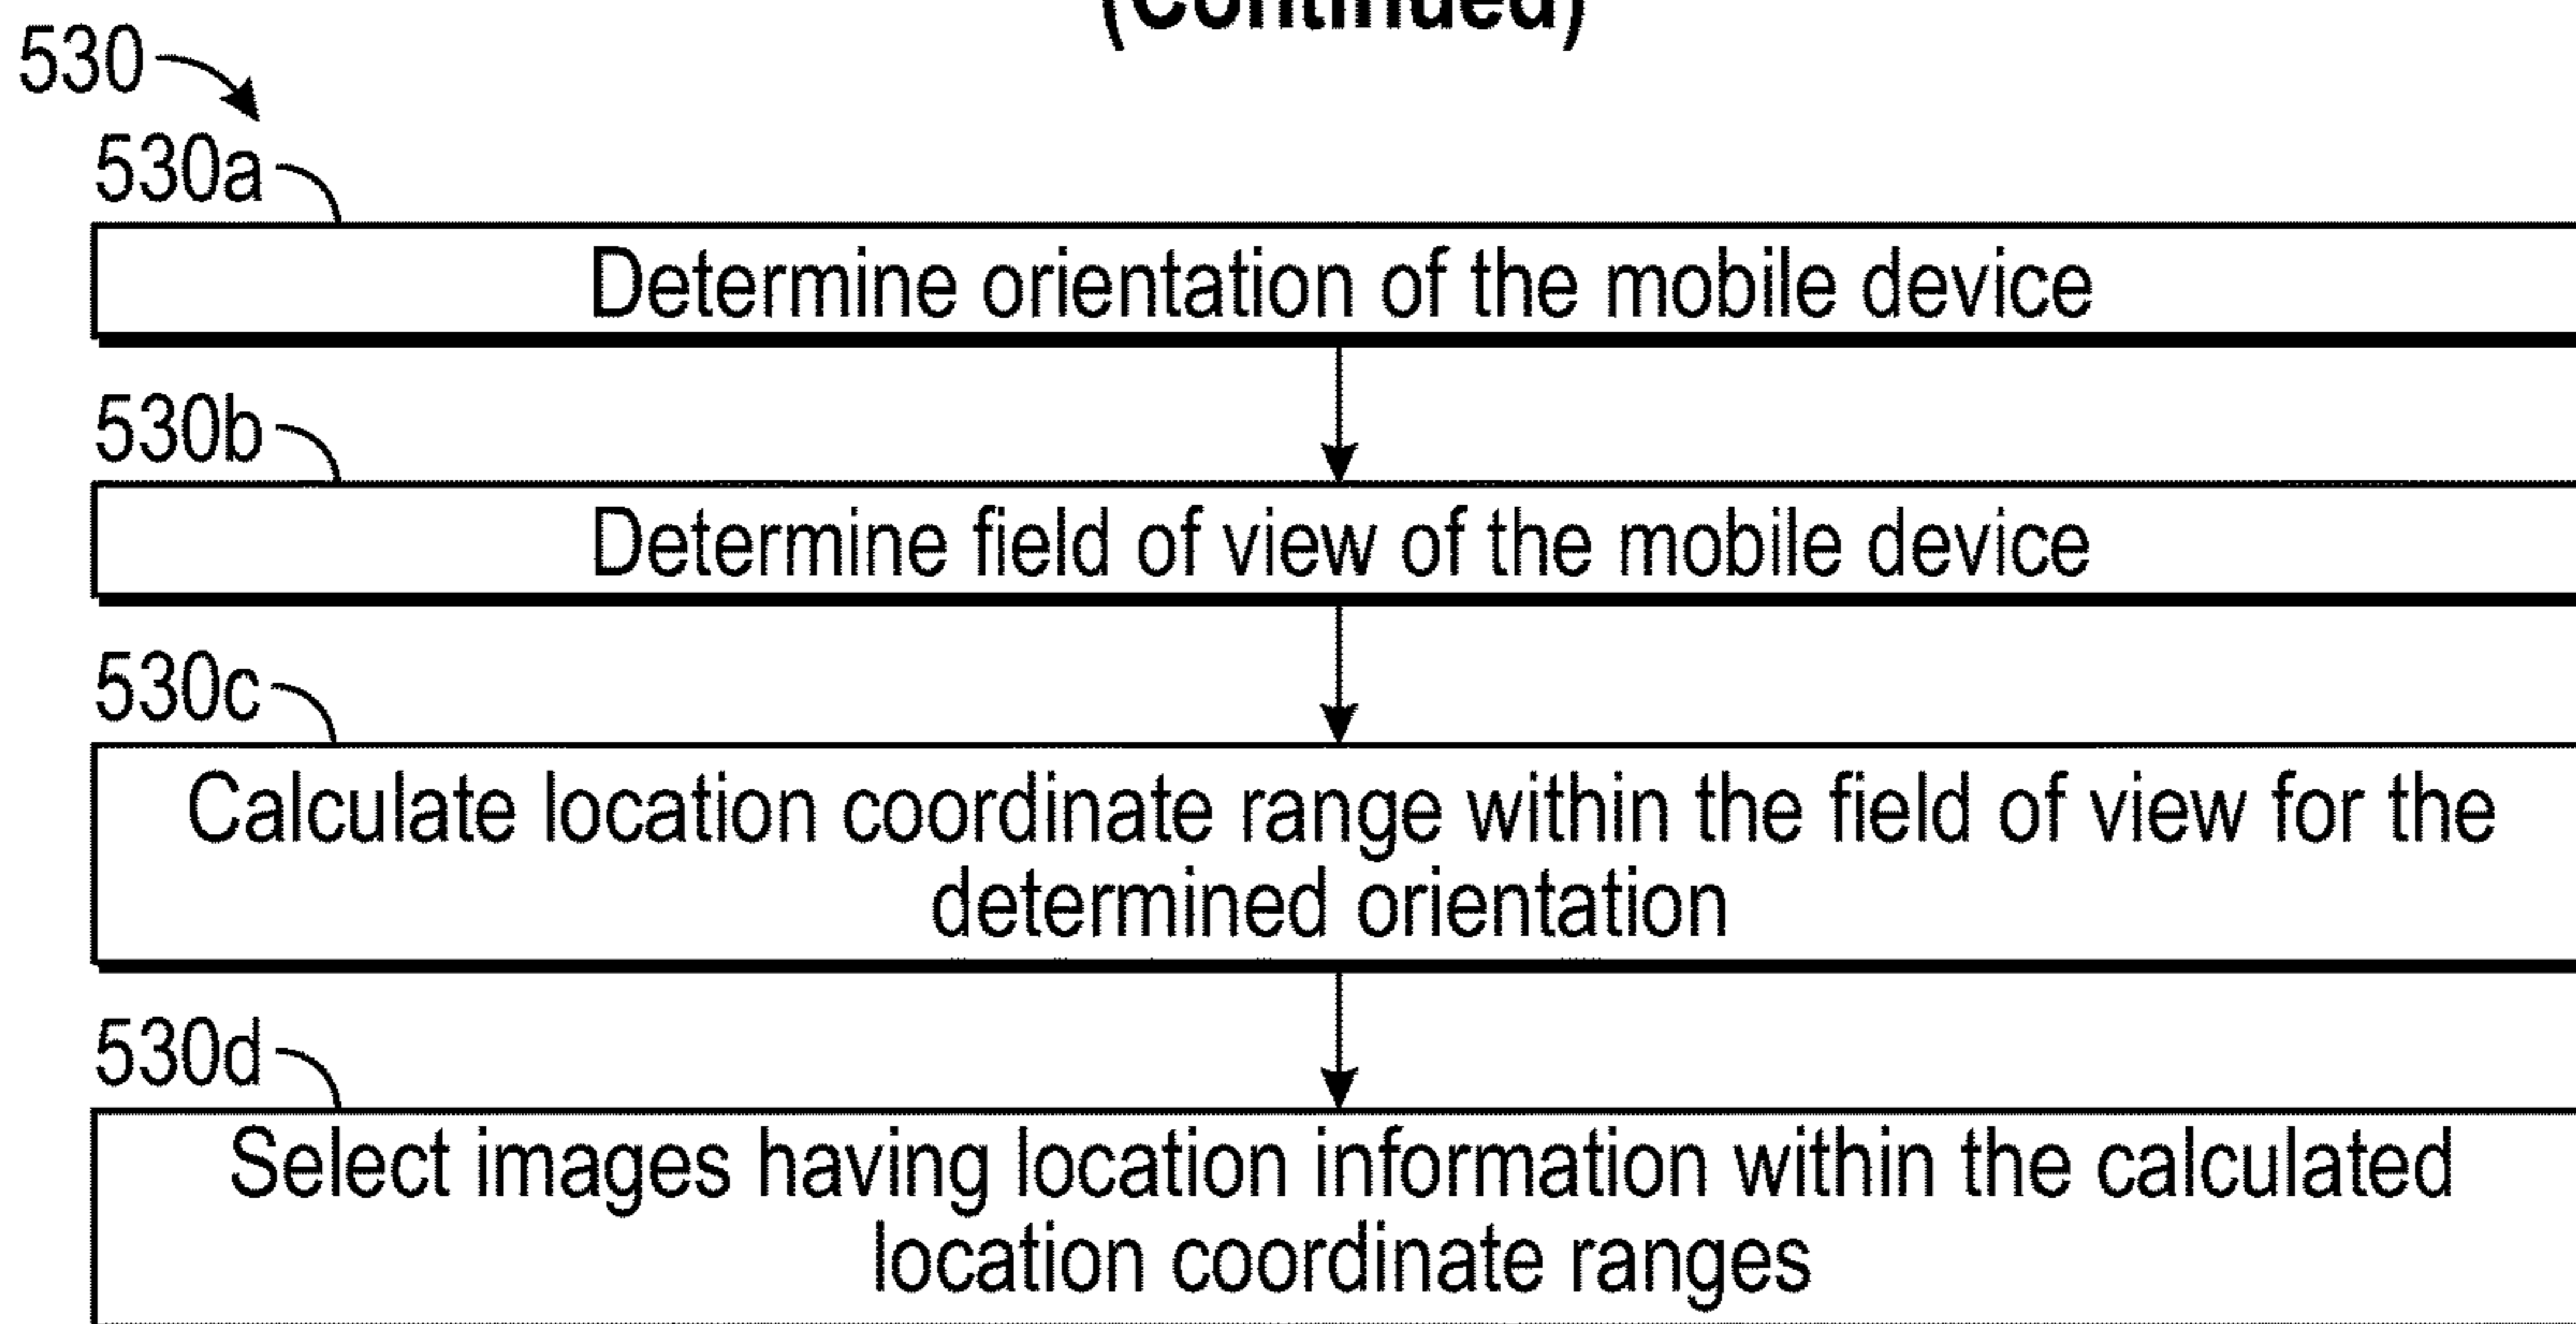 (Continued)
530
530a
Determine orientation of the mobile device
530b
Determine field of view of the mobile device
530c
Calculate location coordinate range within the field of view for the
determined orientation
530d
Select images having location information within the calculated
location coordinate ranges